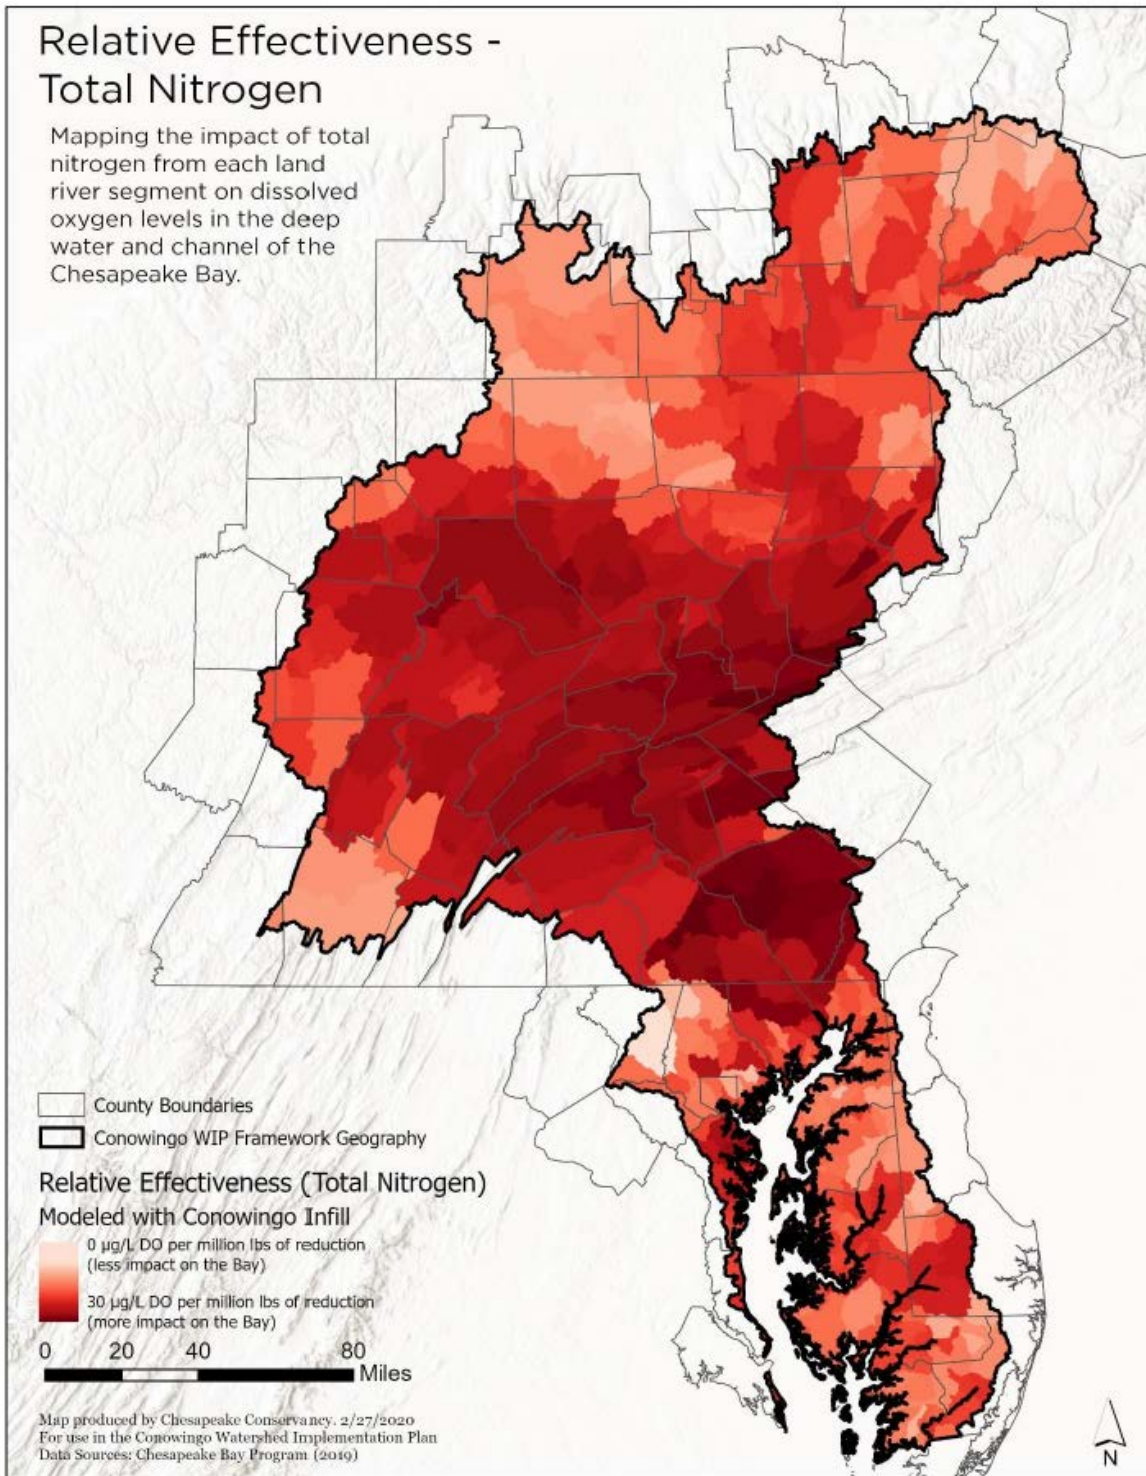 Relative Effectiveness -
Total Nitrogen
Mapping the impact of total
nitrogen from each land
river segment on dissolved
oxygen levels in the deep
water and channel of the
Chesapeake Bay.
County Boundaries
Conowingo WIP Framework Geography
Relative Effectiveness (Total Nitrogen)
Modeled with Conowingo Infill
0 µg/L DO per million lbs of reduction
(less impact on the Bay)
30 µg/L DO per million lbs of reduction
(more impact on the Bay)
0 20 40 80
Miles
Map produced by Chesapeake Conservancy. 2/27/2020
For use in the Conowingo Watershed Implementation Plan
Data Sources: Chesapeake Bay Program (2019)
N